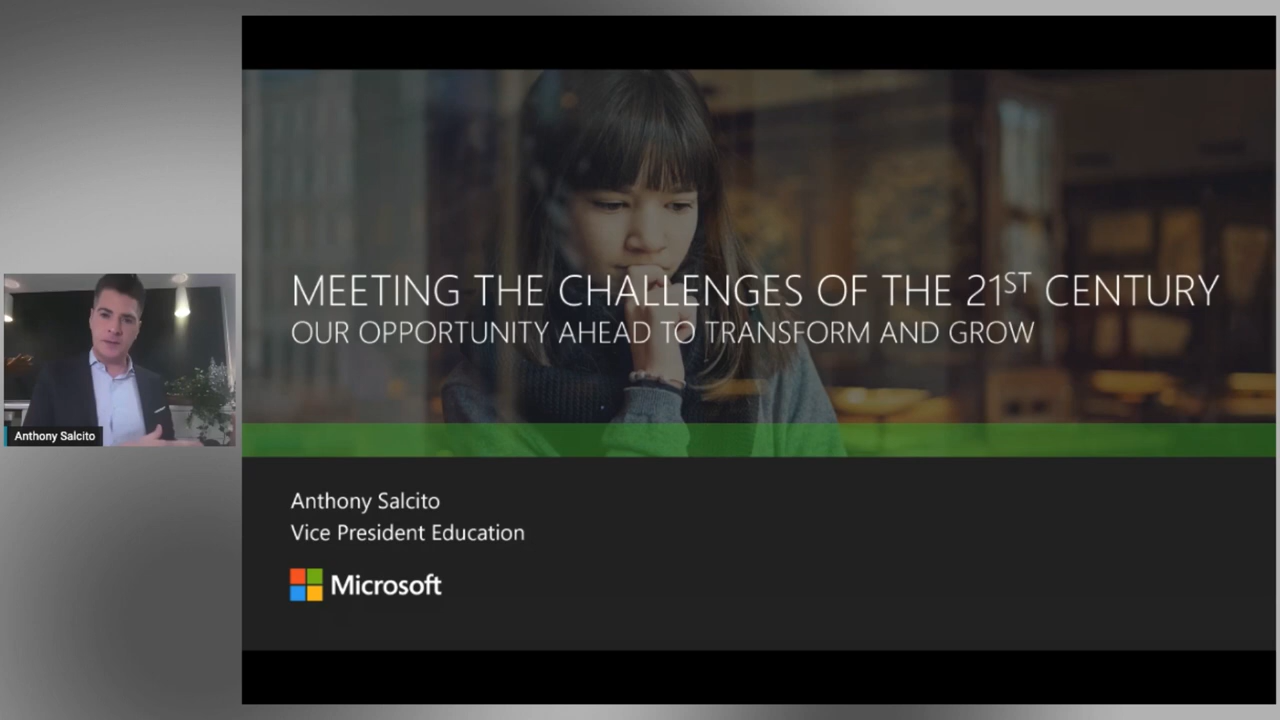 MEETING THE CHALLENGES OF THE 21ST CENTURY
OUR OPPORTUNITY AHEAD TO TRANSFORM AND GROW
Anthony Salcito
Anthony Salcito
Vice President Education
Microsoft